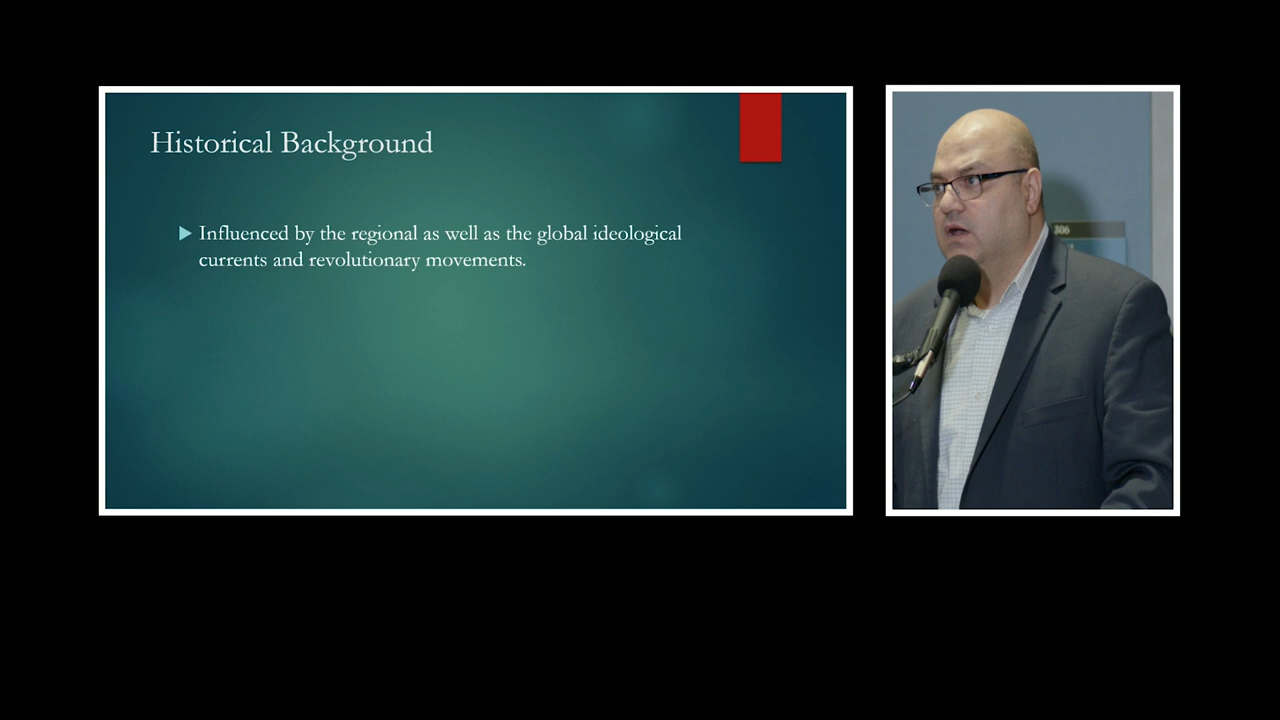 Historical Background
Influenced by the regional as well as the global ideological
currents and revolutionary movements.
306